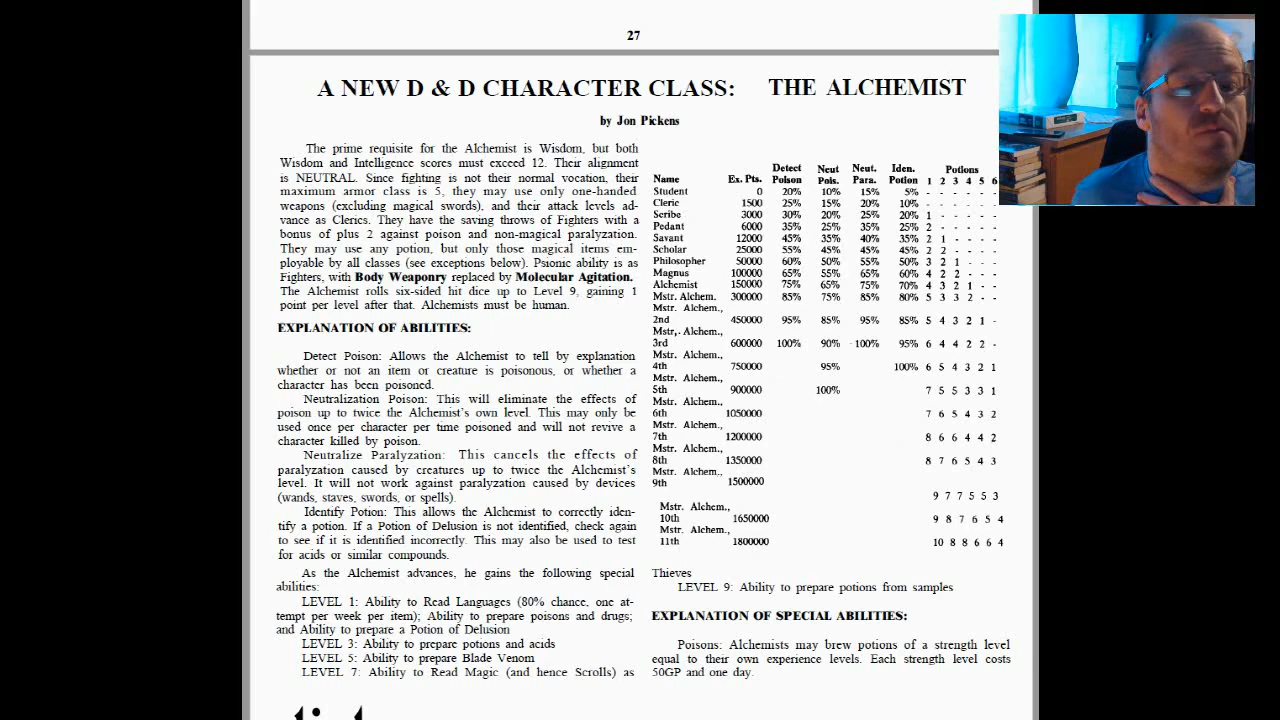 27
A NEW D & D CHARACTER CLASS: THE ALCHEMIST
by Jon Pickens
The prime requisite for the Alchemist is Wisdom, but both
Wisdom and Intelligence scores must exceed 12. Their alignment
is NEUTRAL. Since fighting is not their normal vocation, their
maximum armor class is 5, they may use only one-handed
weapons (excluding magical swords), and their attack levels ad-
vance as Clerics. They have the saving throws of Fighters with a
bonus of plus 2 against poison and non-magical paralyzation.
They may use any potion, but only those magical items em-
ployable by all classes (see exceptions below). Psionic ability is as
Fighters, with Body Weaponry replaced by Molecular Agitation.
The Alchemist rolls six-sided hit dice up to Level 9, gaining 1
point per level after that. Alchemists must be human.
EXPLANATION OF ABILITIES:
Detect Poison: Allows the Alchemist to tell by explanation
whether or not an item or creature is poisonous, or whether a
character has been poisoned.
Neutralization Poison: This will eliminate the effects of
poison up to twice the Alchemist's own level. This may only be
used once per character per time poisoned and will not revive a
character killed by poison.
Neutralize Paralyzation: This cancels the effects of
paralyzation caused by creatures up to twice the Alchemist's
level. It will not work against paralyzation caused by devices
(wands, staves, swords, or spells).
Identify Potion: This allows the Alchemist to correctly iden-
tify a potion. If a Potion of Delusion is not identified, check again
to see if it is identified incorrectly. This may also be used to test
for acids or similar compounds.
As the Alchemist advances, he gains the following special
abilities:
LEVEL 1: Ability to Read Languages (80% chance, one at-
tempt per week per item); Ability to prepare poisons and drugs;
and Ability to prepare a Potion of Delusion
LEVEL 3: Ability to prepare potions and acids
LEVEL 5: Ability to prepare Blade Venom
LEVEL 7: Ability to Read Magic (and hence Scrolls) as
Detect Neut Neut. Iden. Potions
Name Ex. Pts. Poison Pois. Para. Potion 1 2 3 4 5 6
Student 0 20% 10% 15% 5% - - - - - -
Cleric 1500 25% 15% 20% 10% - - - - - -
Scribe 3000 30% 20% 25% 20% 1 - - - - -
Pedant 6000 35% 25% 35% 25% 2 - - - - -
Savant 12000 45% 35% 40% 35% 2 1 - - - -
Scholar 25000 55% 45% 45% 45% 2 2 - - - -
Philosopher 50000 60% 50% 55% 50% 3 2 1 - - -
Magnus 100000 65% 55% 65% 60% 4 2 2 - - -
Alchemist 150000 75% 65% 75% 70% 4 3 2 1 - -
Mstr. Alchem. 300000 85% 75% 85% 80% 5 3 3 2 - -
Mstr. Alchem.,
2nd 450000 95% 85% 95% 85% 5 4 3 2 1 -
Mstr,. Alchem.,
3rd 600000 100% 90% 100% 95% 6 4 4 2 2 -
Mstr. Alchem.,
4th 750000 95% 100% 6 5 4 3 2 1
Mstr. Alchem.,
5th 900000 100% 7 5 5 3 3 1
Mstr. Alchem.,
6th 1050000 7 6 5 4 3 2
Mstr. Alchem.,
7th 1200000 8 6 6 4 4 2
Mstr. Alchem.,
8th 1350000 8 7 6 5 4 3
Mstr. Alchem.,
9th 1500000
9 7 7 5 5 3
Mstr. Alchem.,
10th 1650000 9 8 7 6 5 4
Mstr. Alchem.,
11th 1800000 10 8 8 6 6 4
Thieves
LEVEL 9: Ability to prepare potions from samples
EXPLANATION OF SPECIAL ABILITIES:
Poisons: Alchemists may brew potions of a strength level
equal to their own experience levels. Each strength level costs
50GP and one day.